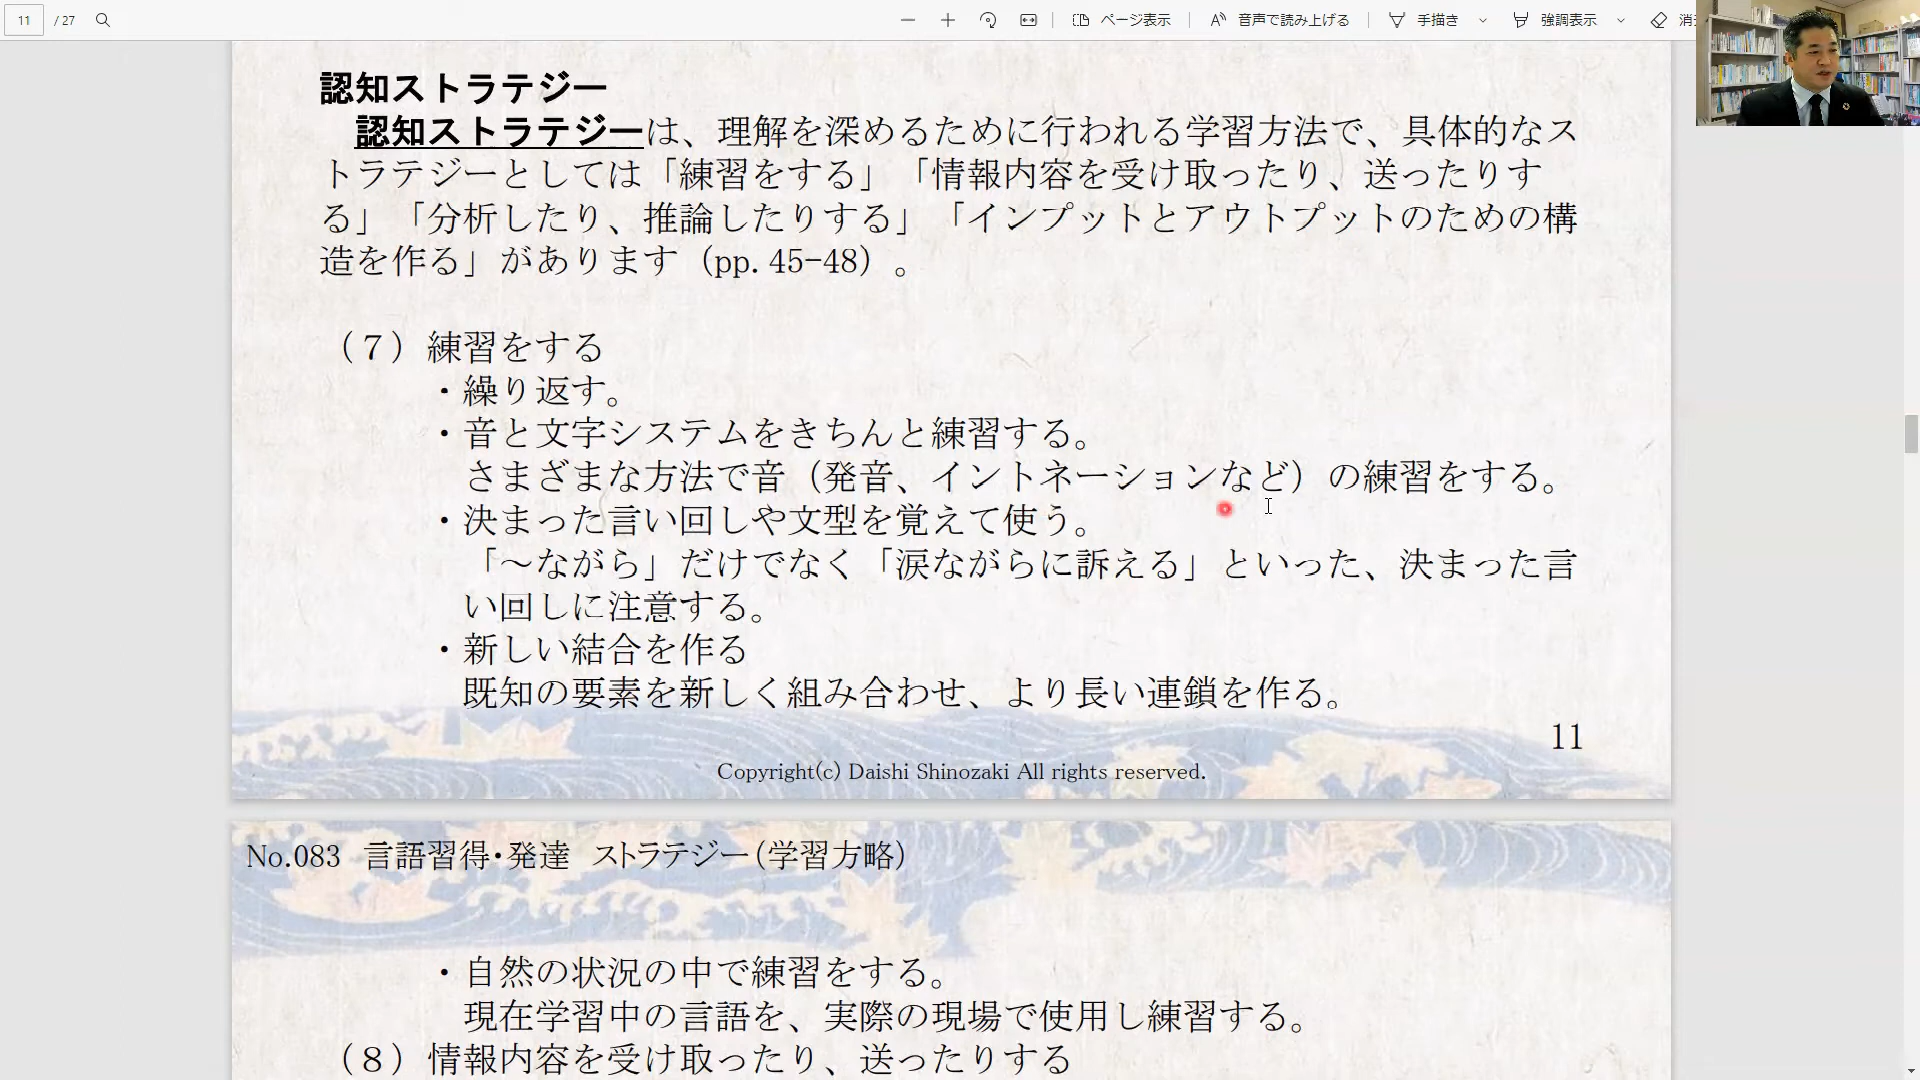 11 / 27 ページ表示 音声で読み上げる 手描き 強調表示
認知ストラテジー
認知ストラテジーは、理解を深めるために行われる学習方法で、具体的なス
トラテジーとしては「練習をする」「情報内容を受け取ったり、送ったりす
る」「分析したり、推論したりする」「インプットとアウトプットのための構
造を作る」があります（pp.45-48）。
（７）練習をする
・繰り返す。
・音と文字システムをきちんと練習する。
さまざまな方法で音（発音、イントネーションなど）の練習をする。
・決まった言い回しや文型を覚えて使う。
「～ながら」だけでなく「涙ながらに訴える」といった、決まった言
い回しに注意する。
・新しい結合を作る
既知の要素を新しく組み合わせ、より長い連鎖を作る。
11
Copyright(c) Daishi Shinozaki All rights reserved.
No.083 言語習得・発達 ストラテジー（学習方略）
・自然の状況の中で練習をする。
現在学習中の言語を、実際の現場で使用し練習する。
（８）情報内容を受け取ったり、送ったりする